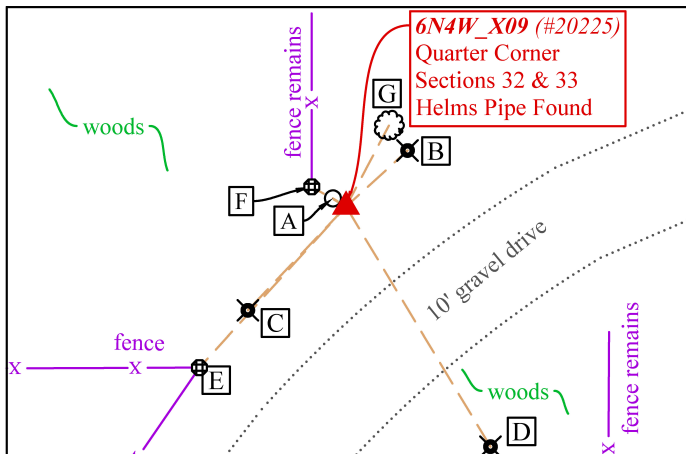 6N4W_X09 (#20225)
Quarter Corner
Sections 32 & 33
Helms Pipe Found
fence remains
X
woods
G
B
F
A
10' gravel drive
C
fence
X
X
E
woods
D
fence remains
X